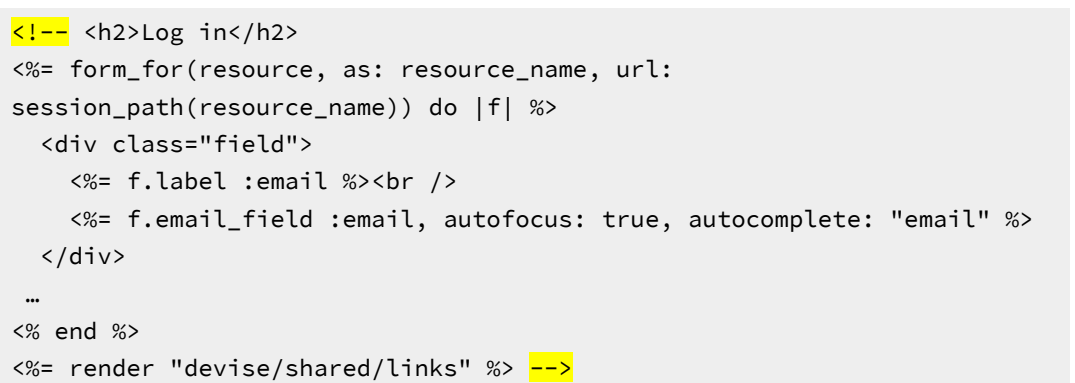 <!-- <h2>Log in</h2>
<%= form_for(resource, as: resource_name, url:
session_path(resource_name)) do |f| %>
  <div class="field">
    <%= f.label :email %><br />
    <%= f.email_field :email, autofocus: true, autocomplete: "email" %>
  </div>
 …
<% end %>
<%= render "devise/shared/links" %> -->